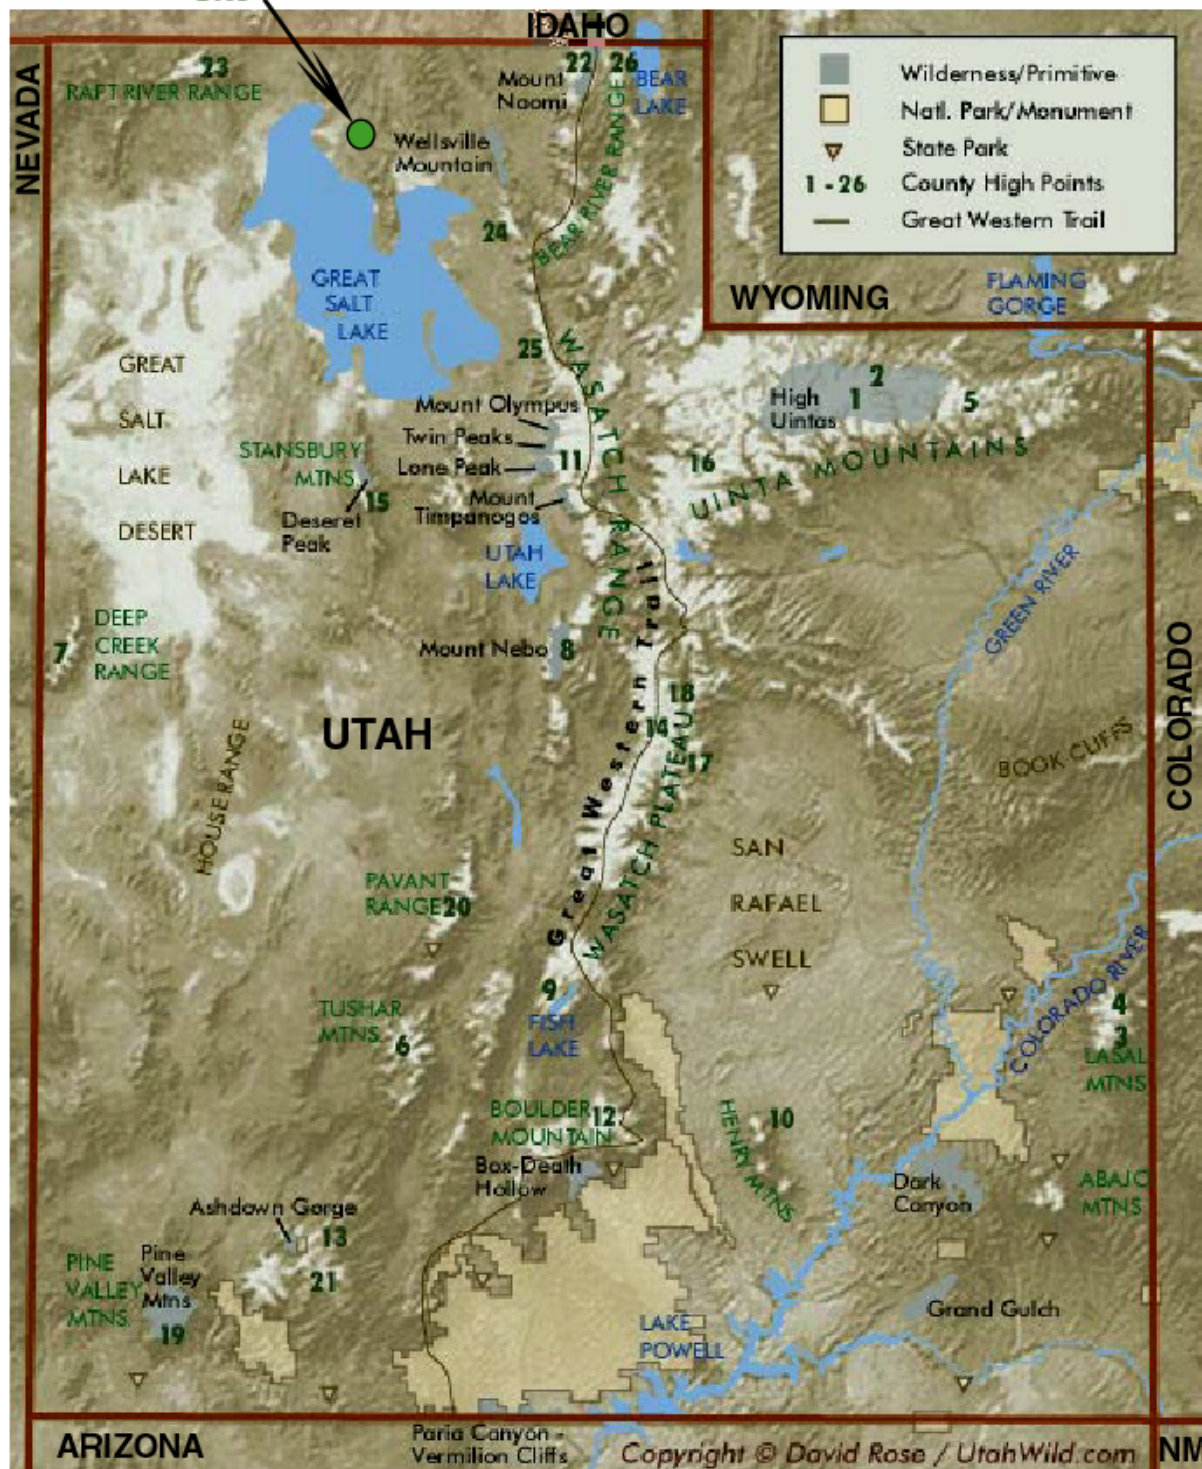 IDAHO
NEVADA
23
RAFT RIVER RANGE
22
26
Mount
Naomi
BEAR
LAKE
BEAR RIVER RANGE
Wellsville
Mountain
24
Wilderness/Primitive
Natl. Park/Monument
State Park
1 - 26 County High Points
Great Western Trail
WYOMING
FLAMING
GORGE
GREAT
SALT
LAKE
GREAT
SALT
LAKE
DESERT
25
WASATCH RANGE
Mount Olympus
Twin Peaks
Lone Peak
11
Mount
Timpanogos
STANSBURY
MTNS
15
Deseret
Peak
High
Uintas
1
2
5
16
UINTA MOUNTAINS
UTAH
LAKE
GREEN RIVER
7
DEEP
CREEK
RANGE
Mount Nebo
8
Great Western Trail
18
14
17
WASATCH PLATEAU
UTAH
HOUSE RANGE
BOOK CLIFFS
COLORADO
SAN
RAFAEL
SWELL
PAVANT
RANGE 20
9
FISH
LAKE
TUSHAR
MTNS
6
COLORADO RIVER
4
3
LASAL
MTNS
BOULDER
MOUNTAIN
12
HENRY MTNS
10
Box-Death
Hollow
Dark
Canyon
ABAJO
MTNS
Ashdown Gorge
13
21
PINE
VALLEY
MTNS.
Pine
Valley
Mtns
19
Grand Gulch
LAKE
POWELL
ARIZONA
Paria Canyon -
Vermilion Cliffs
Copyright © David Rose / UtahWild.com
NM